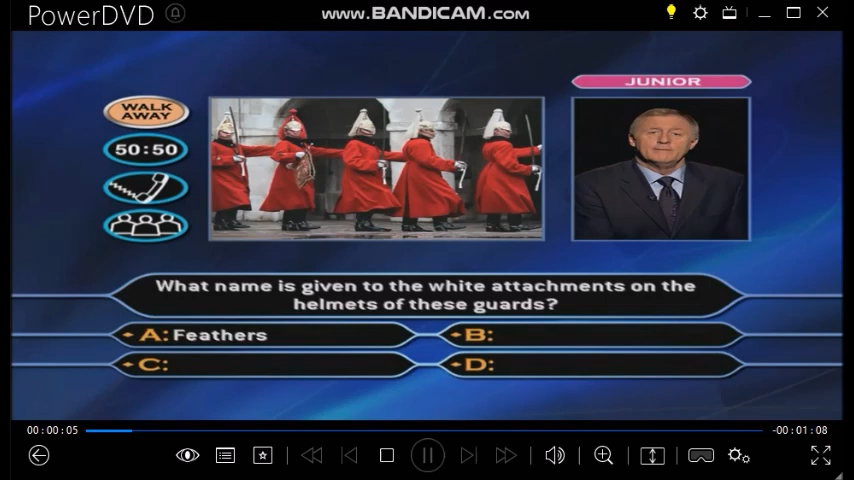 PowerDVD
www.BANDICAM.com
JUNIOR
WALK
AWAY
50:50
What name is given to the white attachments on the
helmets of these guards?
A: Feathers
B:
C:
D:
00:00:05
-00:01:08